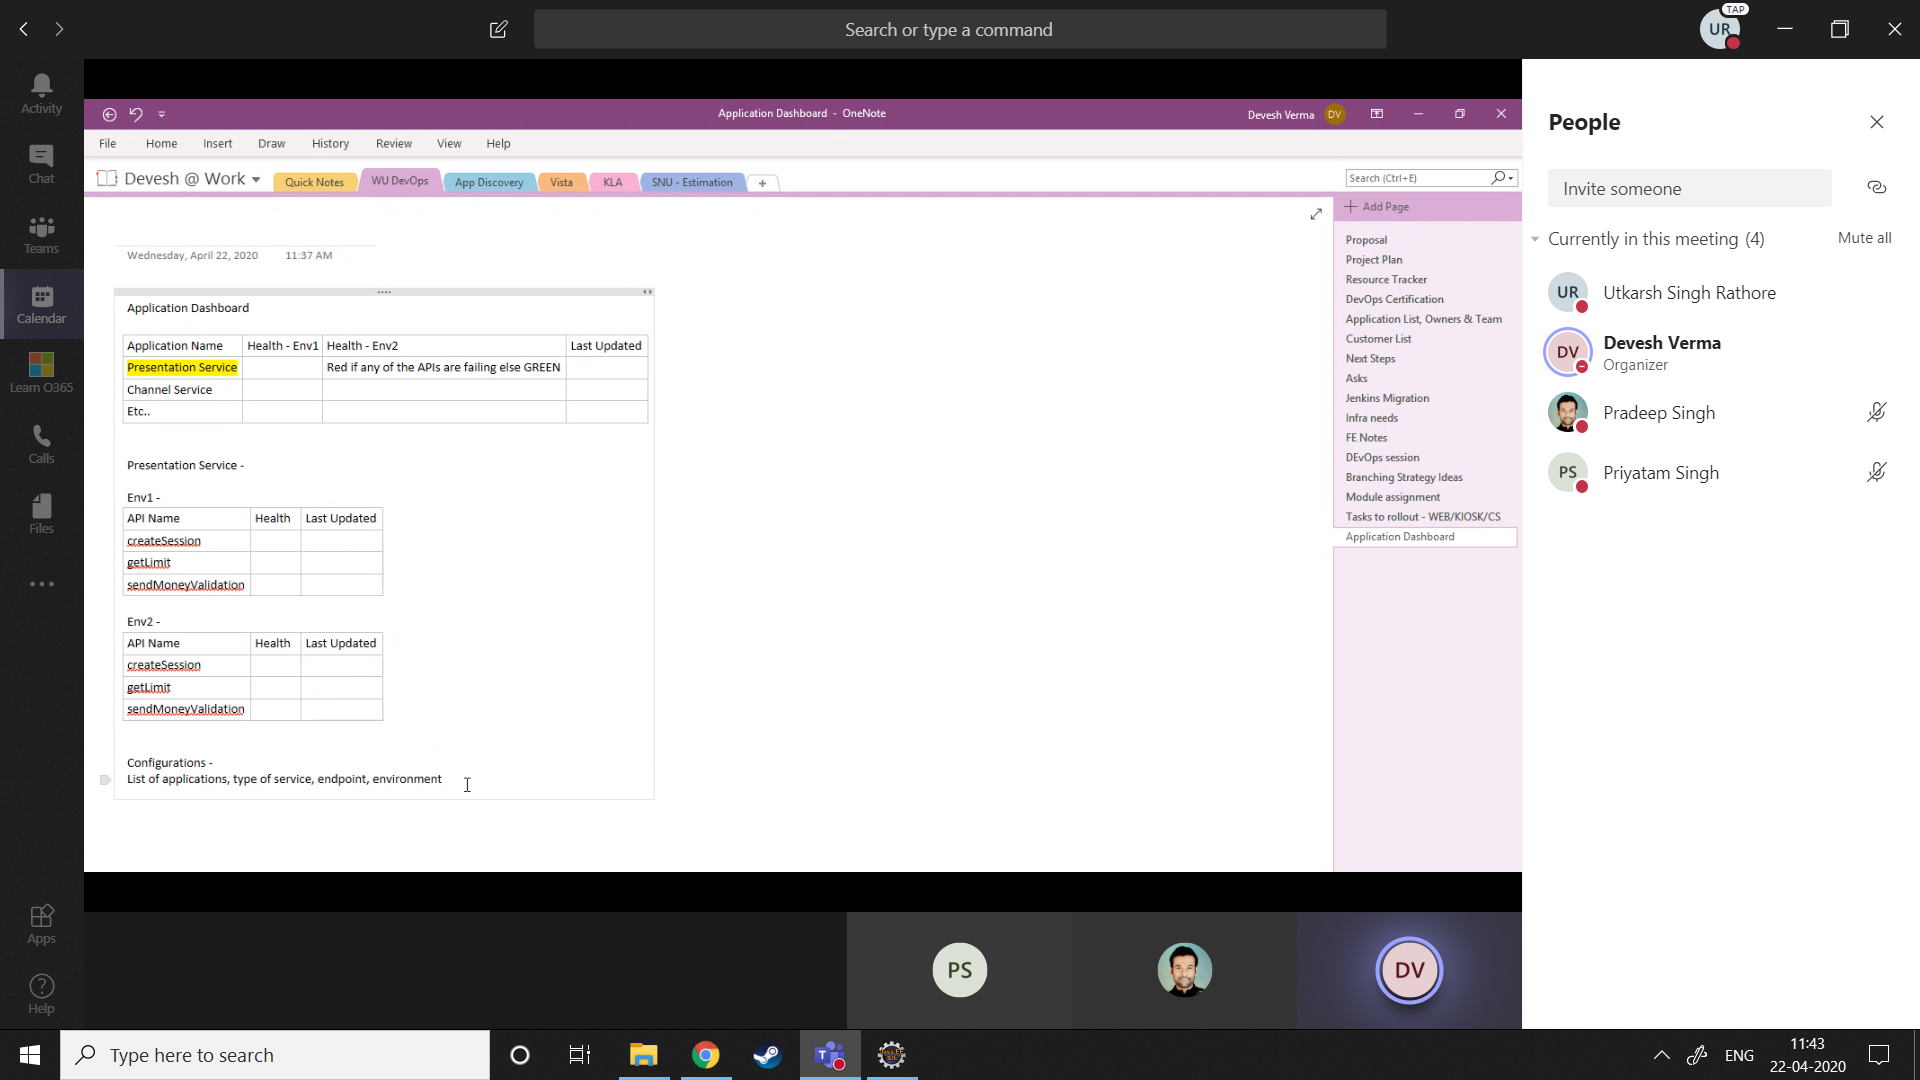 Search or type a command
UR
TAP
Activity
Chat
Teams
Calendar
Learn O365
Calls
Files
Apps
Help
Application Dashboard - OneNote
Devesh Verma
DV
File Home Insert Draw History Review View Help
Devesh @ Work
Quick Notes
WU DevOps
App Discovery
Vista
KLA
SNU - Estimation
Search (Ctrl+E)
Wednesday, April 22, 2020 11:37 AM
Application Dashboard
Application Name Health - Env1 Health - Env2 Last Updated
Presentation Service Red if any of the APIs are failing else GREEN
Channel Service
Etc..
Presentation Service -
Env1 -
API Name Health Last Updated
createSession
getLimit
sendMoneyValidation
Env2 -
API Name Health Last Updated
createSession
getLimit
sendMoneyValidation
Configurations -
List of applications, type of service, endpoint, environment
Add Page
Proposal
Project Plan
Resource Tracker
DevOps Certification
Application List, Owners & Team
Customer List
Next Steps
Asks
Jenkins Migration
Infra needs
FE Notes
DEvOps session
Branching Strategy Ideas
Module assignment
Tasks to rollout - WEB/KIOSK/CS
Application Dashboard
People
Invite someone
Currently in this meeting (4) Mute all
UR Utkarsh Singh Rathore
DV Devesh Verma
Organizer
Pradeep Singh
PS Priyatam Singh
PS
DV
Type here to search
ENG
11:43
22-04-2020